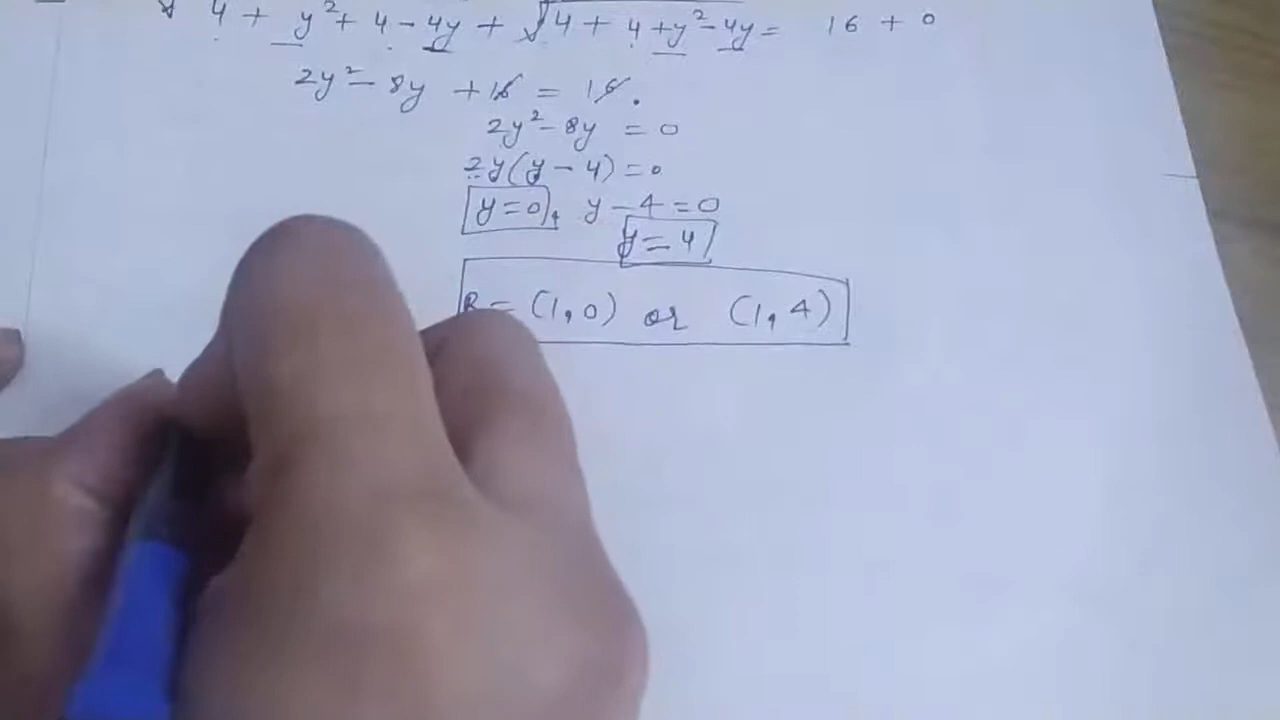 √4 + y² + 4 - 4y + √4 + 4 + y² - 4y = 16 + 0
2y² - 8y + 16 = 16.
2y² - 8y = 0
2y(y - 4) = 0
y = 0, y - 4 = 0
y = 4
R = (1, 0) or (1, 4)